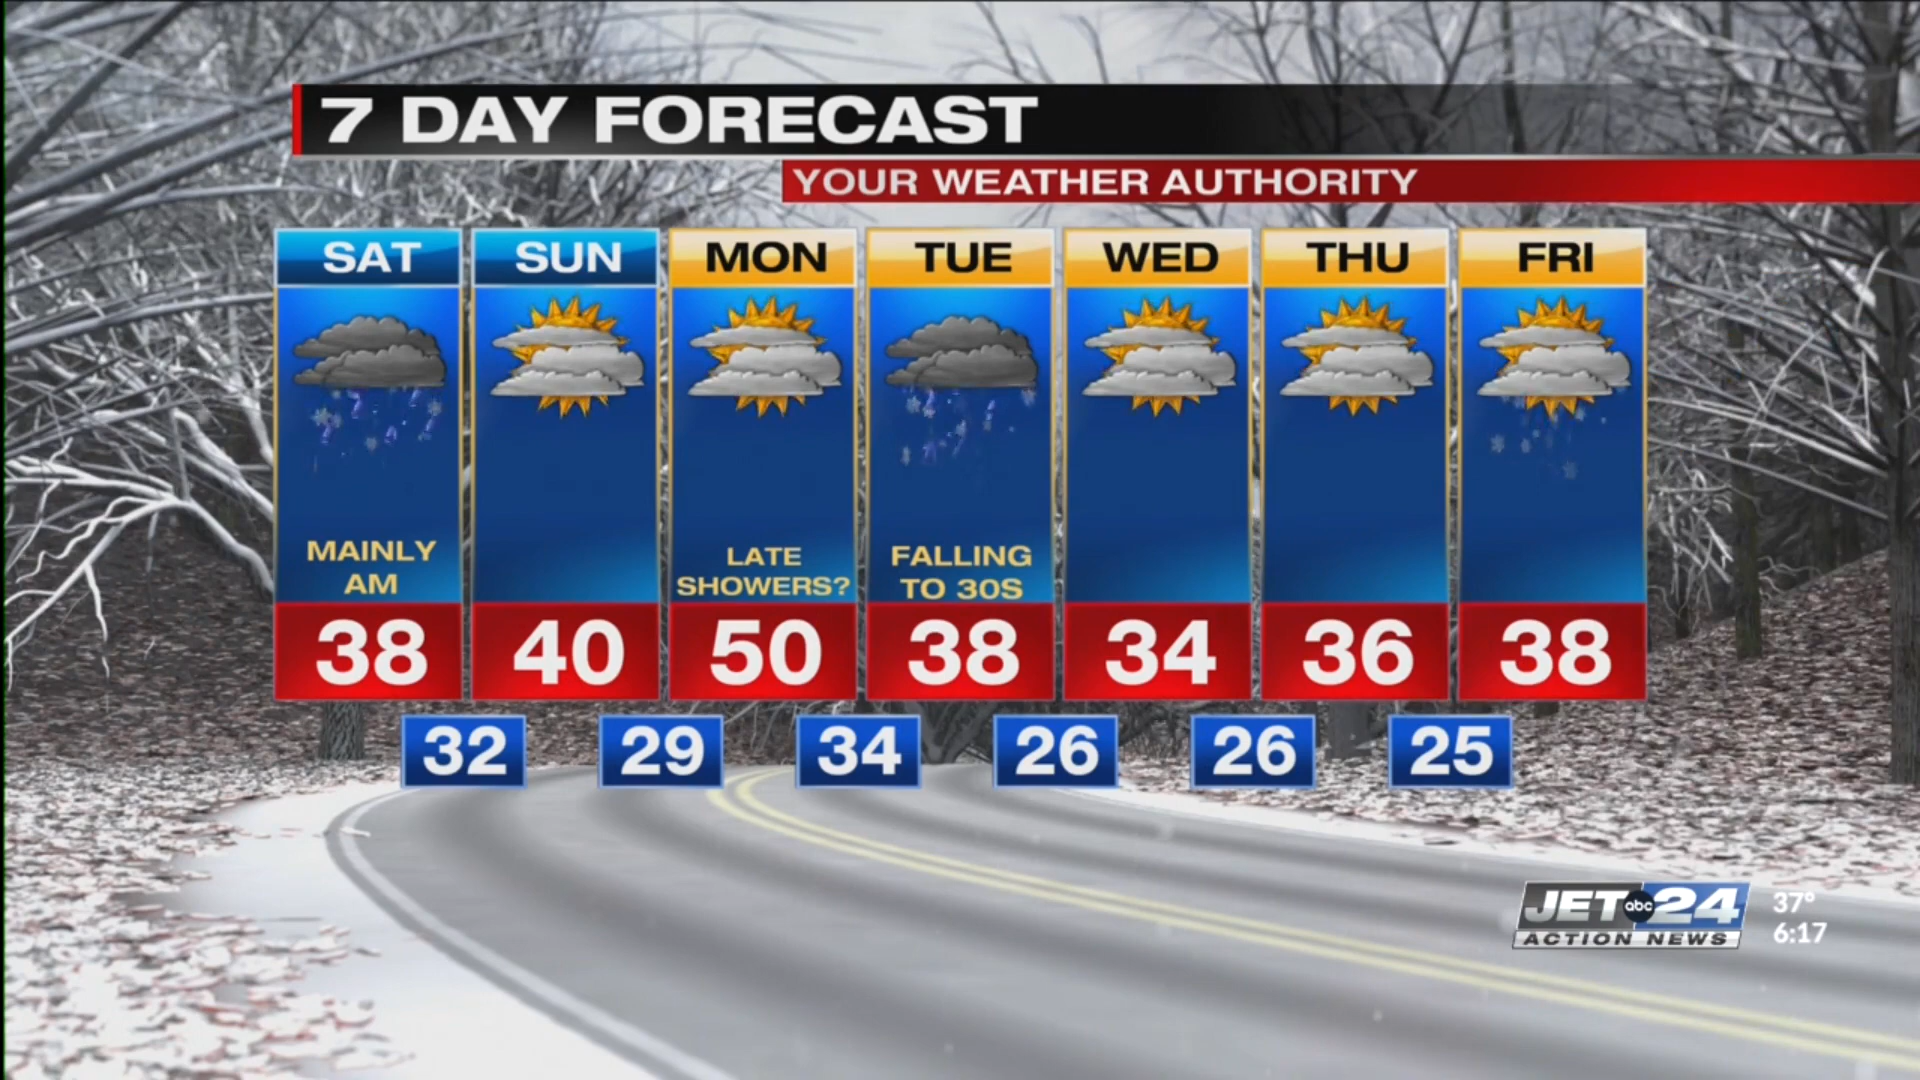 7 DAY FORECAST
YOUR WEATHER AUTHORITY
SAT SUN MON TUE WED THU FRI
MAINLY
AM
LATE
SHOWERS?
FALLING
TO 30S
38 40 50 38 34 36 38
32 29 34 26 26 25
JET abc 24
ACTION NEWS
37°
6:17